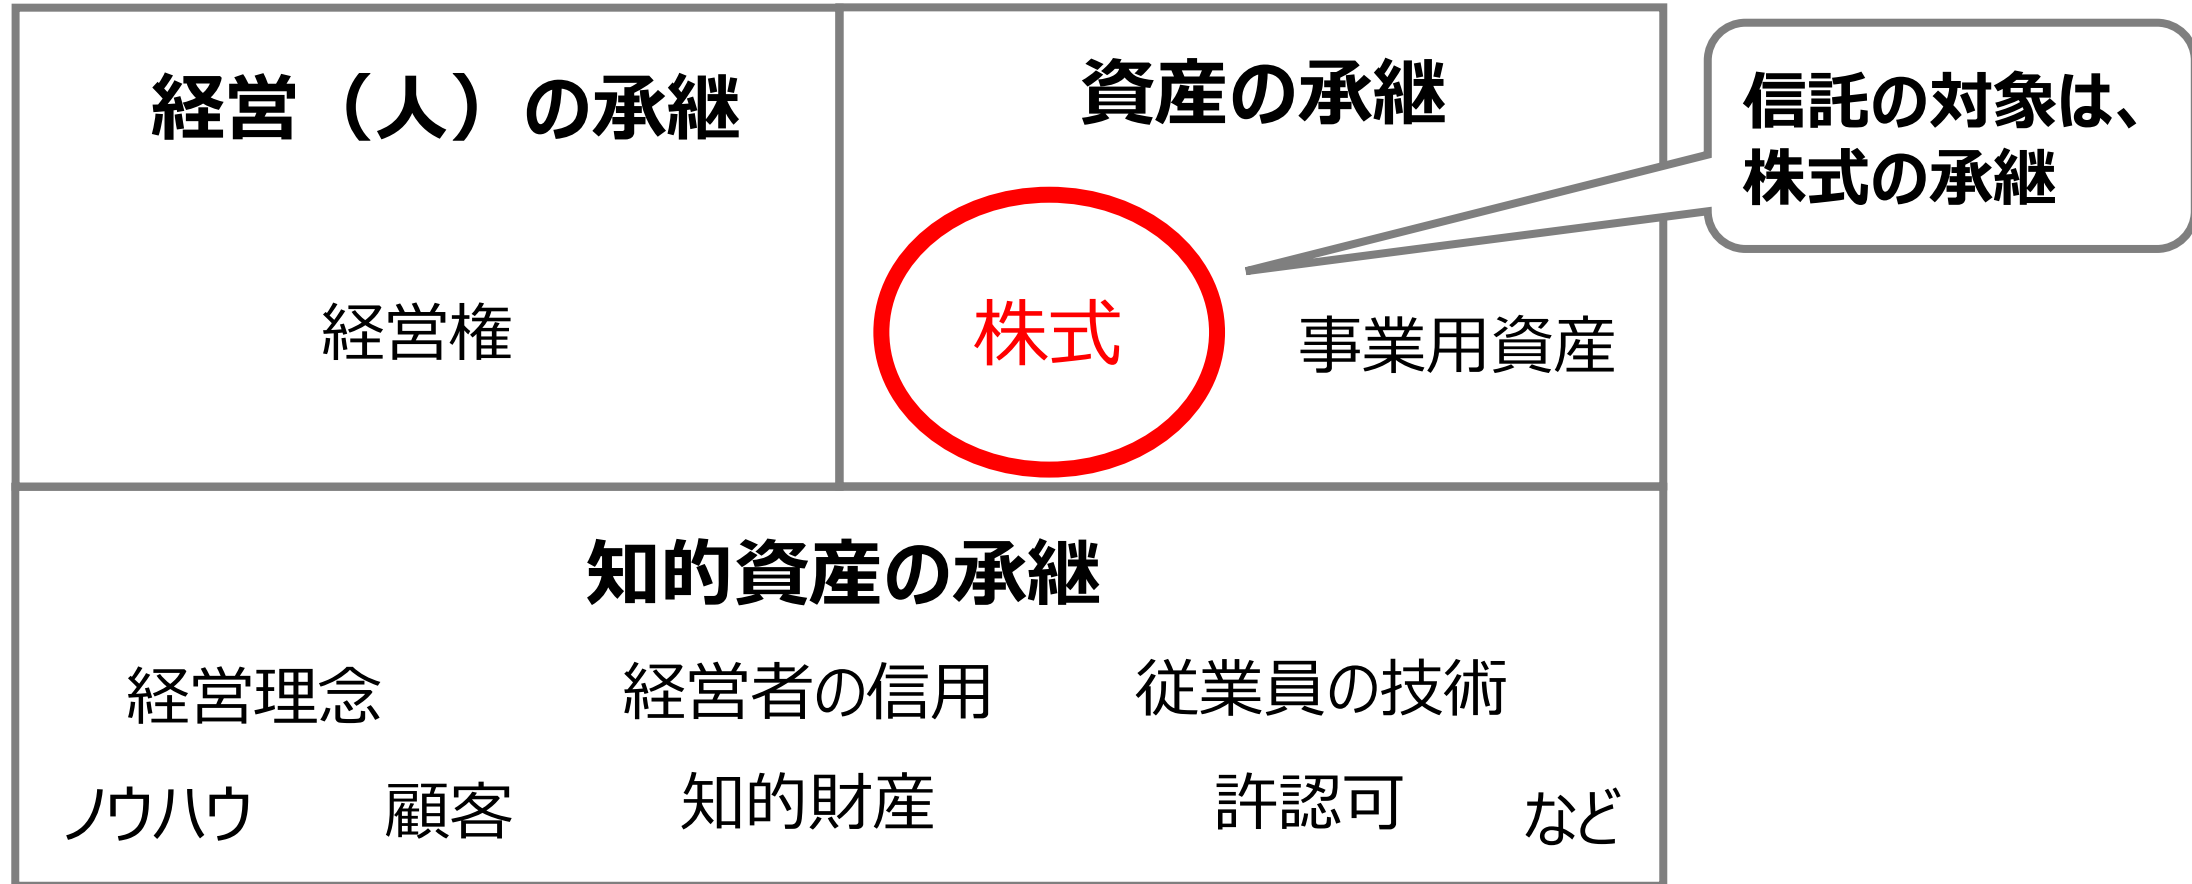 経営（人）の承継
経営権
資産の承継
株式
事業用資産
信託の対象は、
株式の承継
知的資産の承継
経営理念 経営者の信用 従業員の技術
ノウハウ 顧客 知的財産 許認可 など